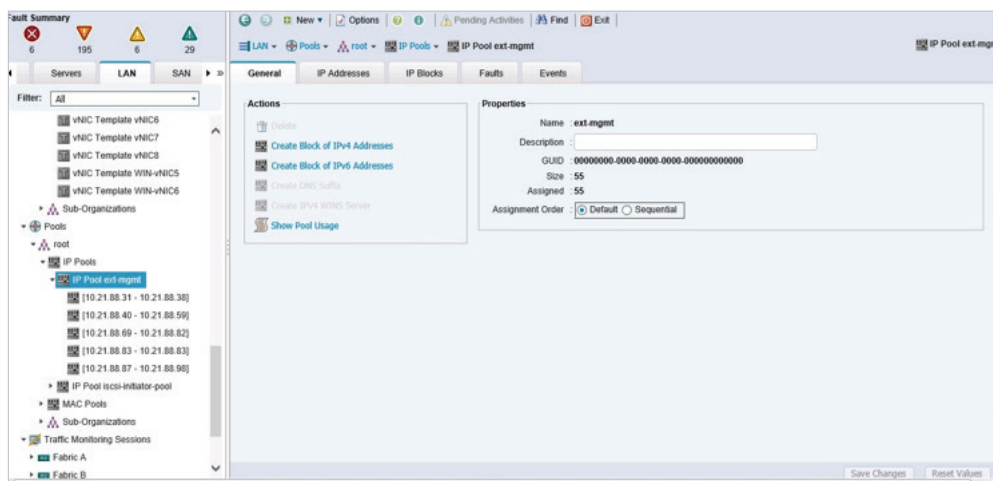 ault Summary
6 195 6 29
New Options Pending Activities Find Exit
LAN Pools root IP Pools IP Pool ext-mgmt
IP Pool ext-mgr
Servers LAN SAN
Filter: All
vNIC Template vNIC6
vNIC Template vNIC7
vNIC Template vNIC8
vNIC Template WIN-vNIC5
vNIC Template WIN-vNIC6
Sub-Organizations
Pools
root
IP Pools
IP Pool ext-mgmt
[10.21.88.31 - 10.21.88.38]
[10.21.88.40 - 10.21.88.59]
[10.21.88.69 - 10.21.88.82]
[10.21.88.83 - 10.21.88.83]
[10.21.88.87 - 10.21.88.98]
IP Pool iscsi-initiator-pool
MAC Pools
Sub-Organizations
Traffic Monitoring Sessions
Fabric A
Fabric B
General IP Addresses IP Blocks Faults Events
Actions
Delete
Create Block of IPv4 Addresses
Create Block of IPv6 Addresses
Create DNS Suffix
Create IPV4 WINS Server
Show Pool Usage
Properties
Name : ext-mgmt
Description :
GUID : 00000000-0000-0000-0000-000000000000
Size : 55
Assigned : 55
Assignment Order : Default Sequential
Save Changes Reset Values